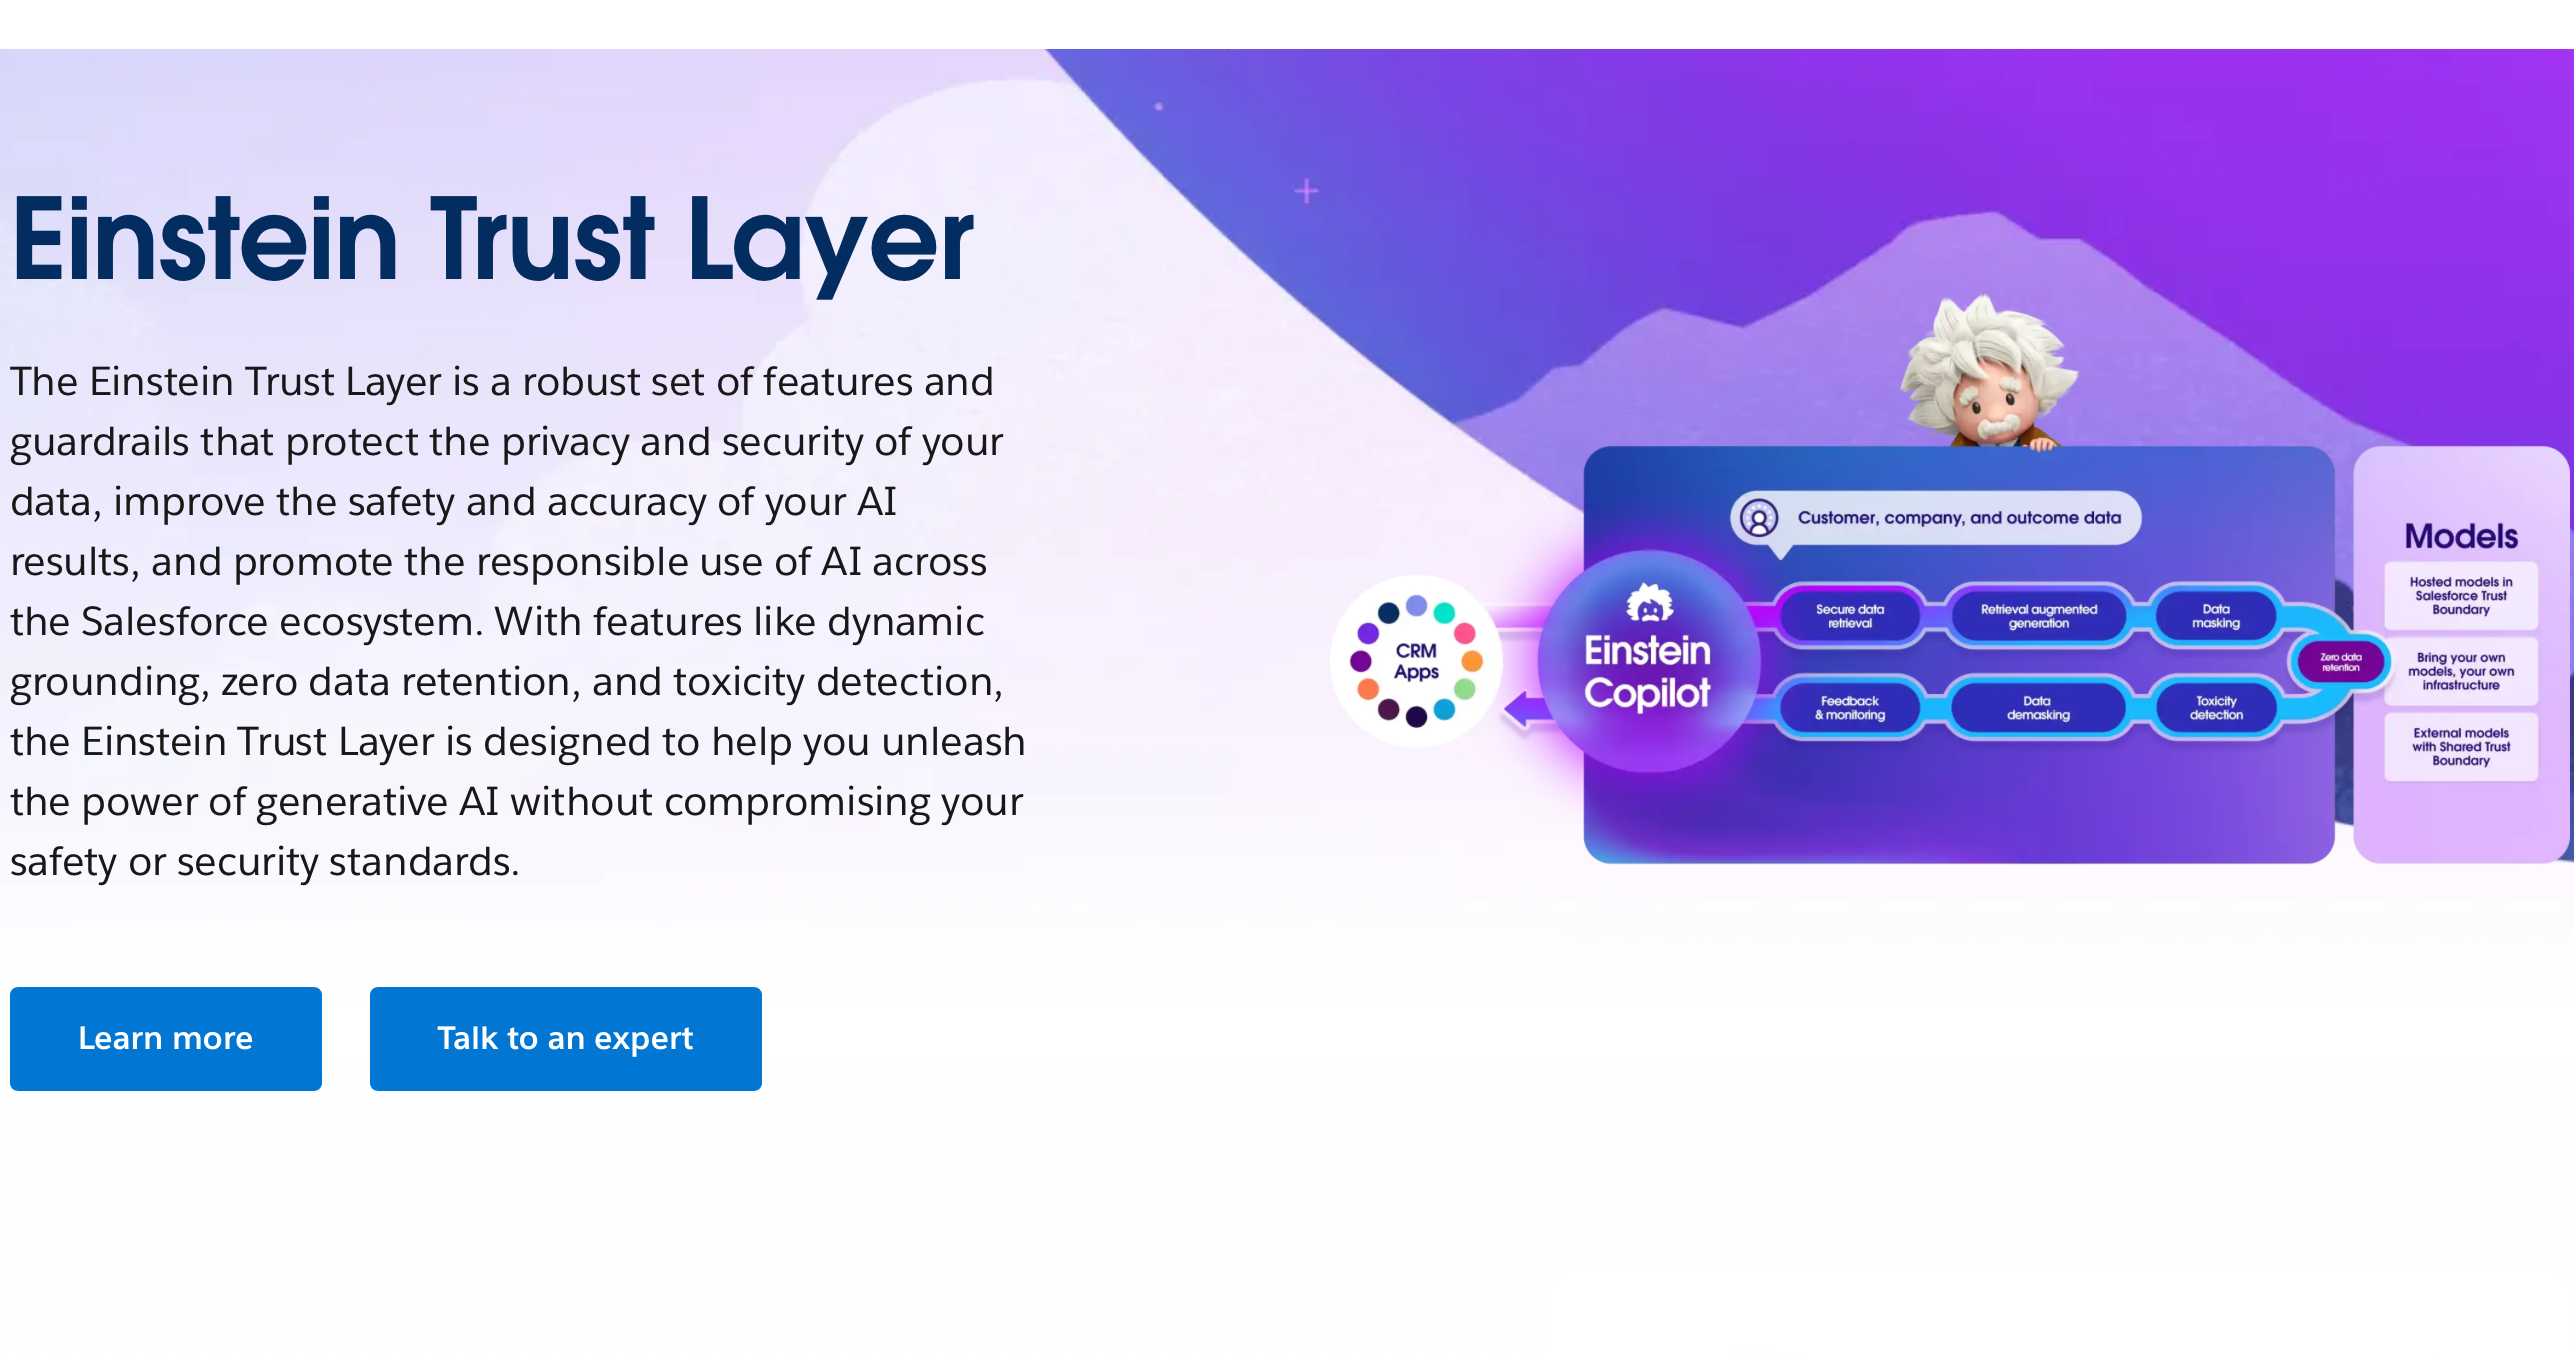 Einstein Trust Layer
The Einstein Trust Layer is a robust set of features and
guardrails that protect the privacy and security of your
data, improve the safety and accuracy of your AI
results, and promote the responsible use of AI across
the Salesforce ecosystem. With features like dynamic
grounding, zero data retention, and toxicity detection,
the Einstein Trust Layer is designed to help you unleash
the power of generative AI without compromising your
safety or security standards.
Learn more
Talk to an expert
CRM
Apps
Einstein
Copilot
Customer, company, and outcome data
Secure data
retrieval
Retrieval augmented
generation
Data
masking
Zero data
retention
Toxicity
detection
Data
demasking
Feedback
& monitoring
Models
Hosted models in
Salesforce Trust
Boundary
Bring your own
models, your own
infrastructure
External models
with Shared Trust
Boundary